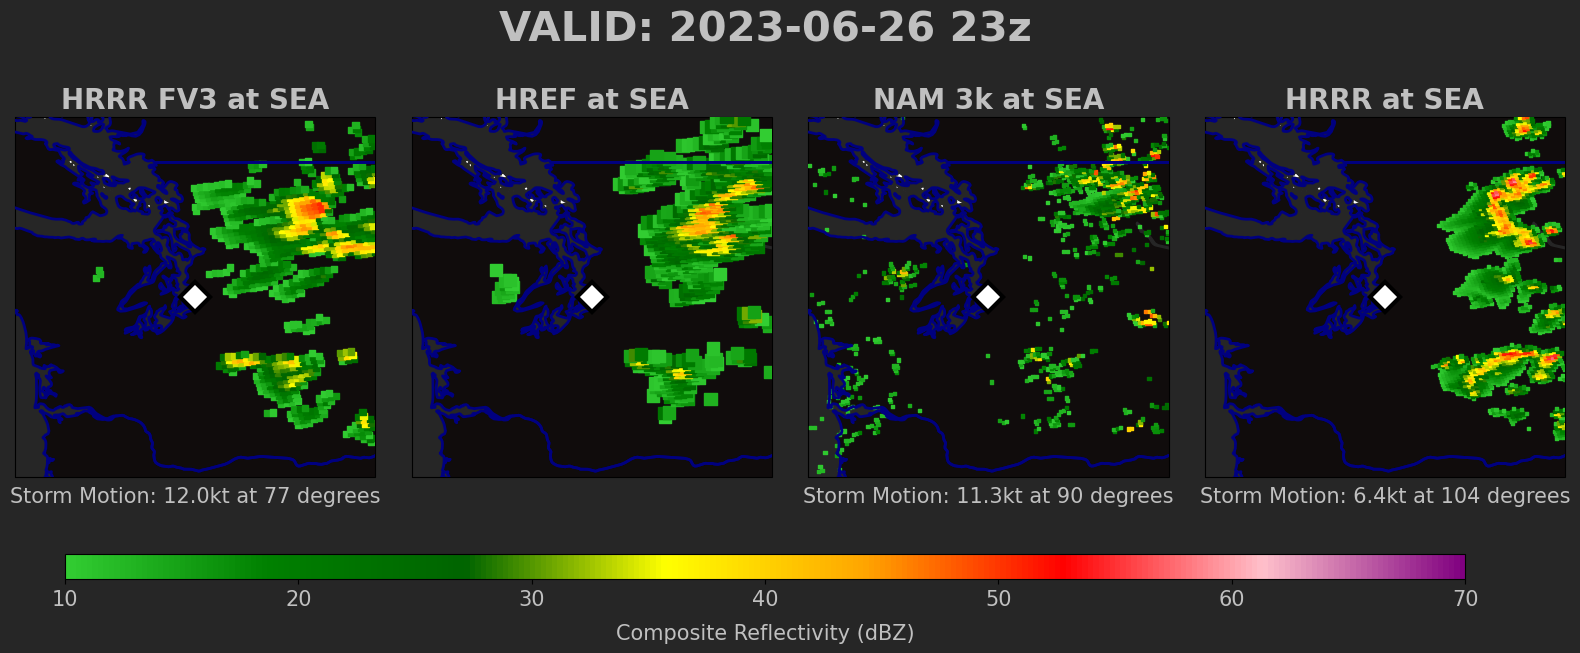 VALID: 2023-06-26 23z
HRRR FV3 at SEA
HREF at SEA
NAM 3k at SEA
HRRR at SEA
Storm Motion: 12.0kt at 77 degrees
Storm Motion: 11.3kt at 90 degrees
Storm Motion: 6.4kt at 104 degrees
10 20 30 40 50 60 70
Composite Reflectivity (dBZ)